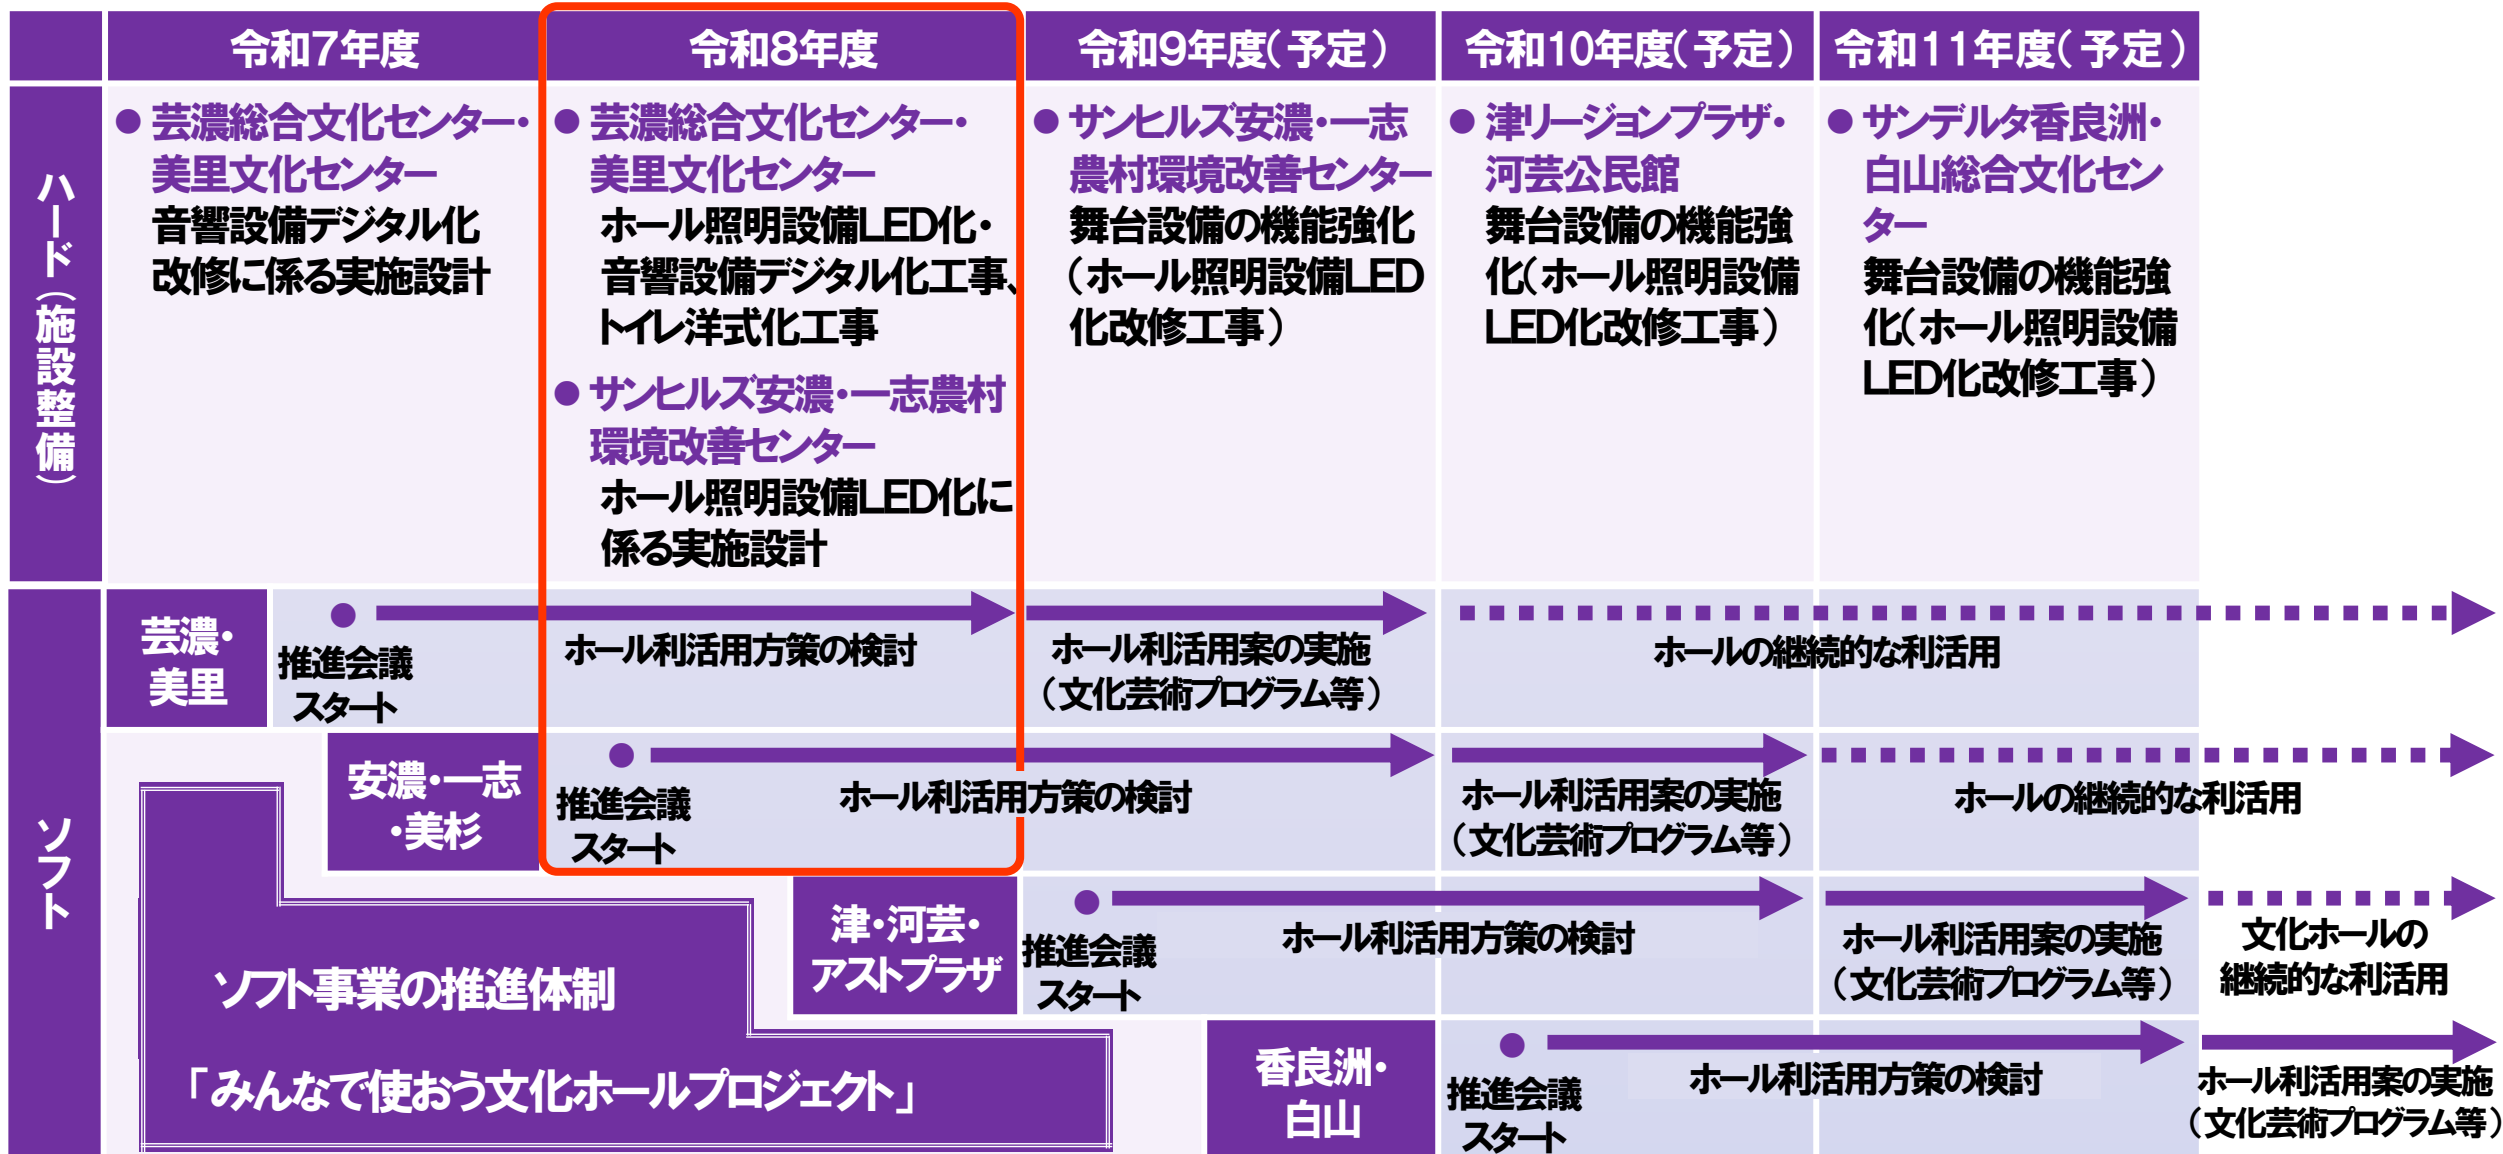 令和7年度
令和8年度
令和9年度(予定)
令和10年度(予定)
令和11年度(予定)
ハード(施設整備)
●芸濃総合文化センター・
美里文化センター
音響設備デジタル化
改修に係る実施設計
●芸濃総合文化センター・
美里文化センター
ホール照明設備LED化・
音響設備デジタル化工事、
トイレ洋式化工事
●サンヒルズ安濃・一志農村
環境改善センター
ホール照明設備LED化に
係る実施設計
●サンヒルズ安濃・一志
農村環境改善センター
舞台設備の機能強化
(ホール照明設備LED
化改修工事)
●津リージョンプラザ・
河芸公民館
舞台設備の機能強
化(ホール照明設備
LED化改修工事)
●サンデルタ香良洲・
白山総合文化セン
ター
舞台設備の機能強
化(ホール照明設備
LED化改修工事)
ソフト
芸濃・
美里
推進会議
スタート
ホール利活用方策の検討
ホール利活用案の実施
(文化芸術プログラム等)
ホールの継続的な利活用
安濃・一志
・美杉
推進会議
スタート
ホール利活用方策の検討
ホール利活用案の実施
(文化芸術プログラム等)
ホールの継続的な利活用
津・河芸・
アストプラザ
推進会議
スタート
ホール利活用方策の検討
ホール利活用案の実施
(文化芸術プログラム等)
文化ホールの
継続的な利活用
香良洲・
白山
推進会議
スタート
ホール利活用方策の検討
ホール利活用案の実施
(文化芸術プログラム等)
ソフト事業の推進体制
「みんなで使おう文化ホールプロジェクト」